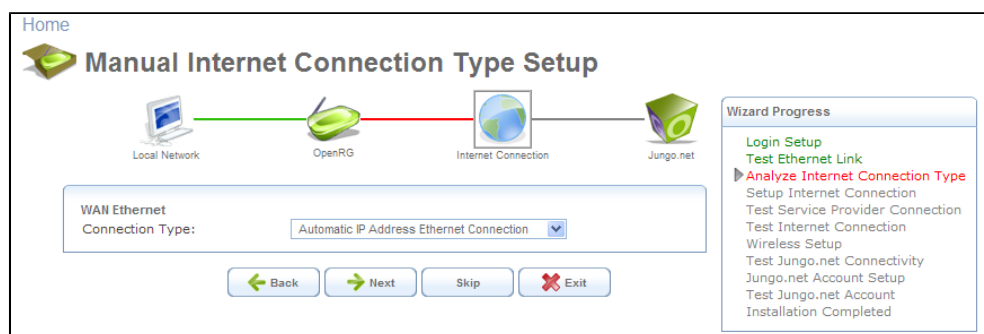 Home
Manual Internet Connection Type Setup
Local Network
OpenRG
Internet Connection
Jungo.net
WAN Ethernet
Connection Type:
Automatic IP Address Ethernet Connection
Back
Next
Skip
Exit
Wizard Progress
Login Setup
Test Ethernet Link
Analyze Internet Connection Type
Setup Internet Connection
Test Service Provider Connection
Test Internet Connection
Wireless Setup
Test Jungo.net Connectivity
Jungo.net Account Setup
Test Jungo.net Account
Installation Completed